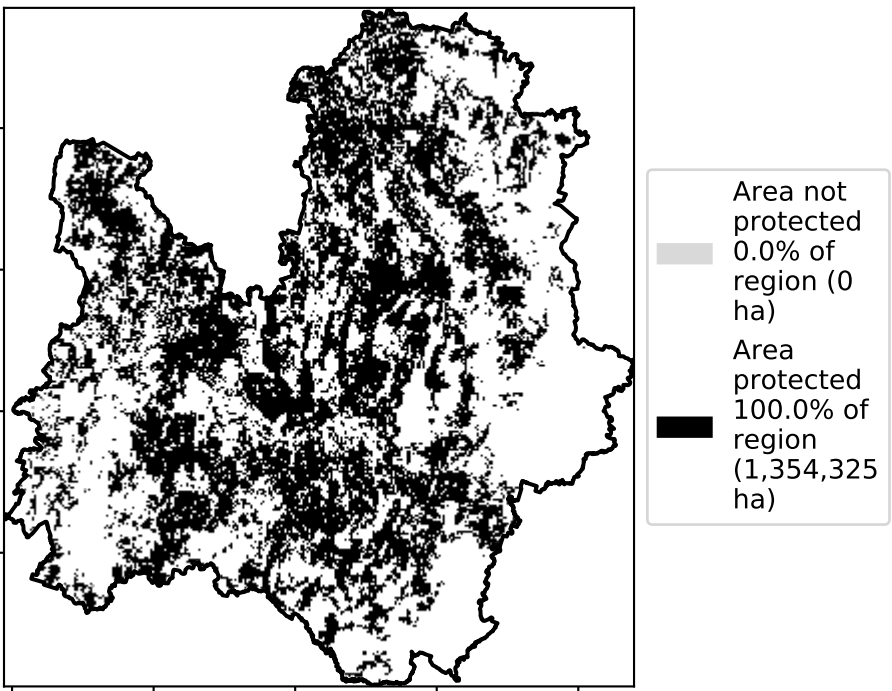 Area not
protected
0.0% of
region (0
ha)
Area
protected
100.0% of
region
(1,354,325
ha)